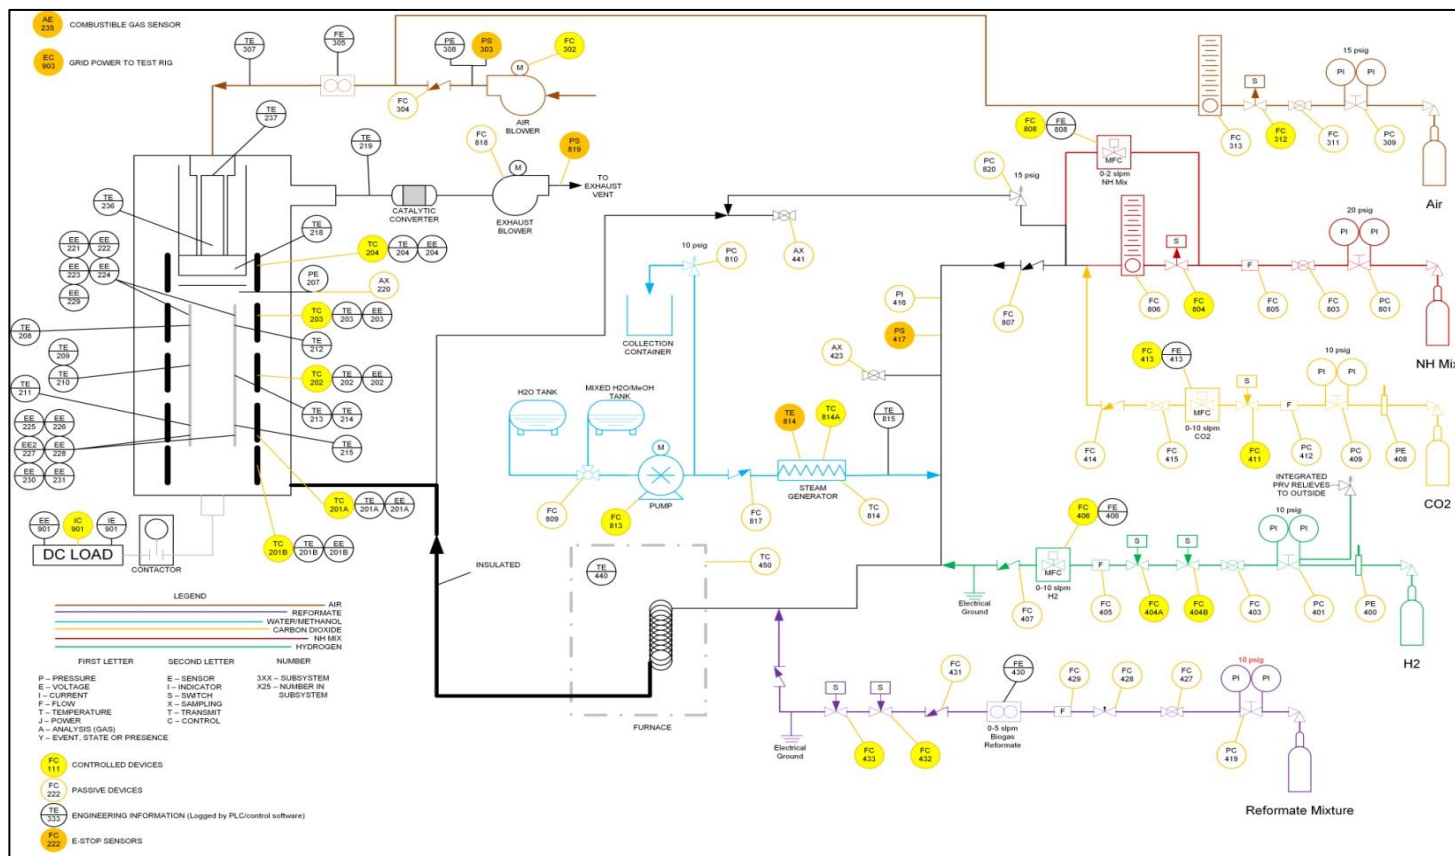 AE
235
COMBUSTIBLE GAS SENSOR
EC
903
GRID POWER TO TEST RIG
TE
307
FE
305
PE
308
PS
303
FC
302
M
FC
304
AIR
BLOWER
TE
237
TE
219
FC
818
PS
819
M
TO
EXHAUST
VENT
CATALYTIC
CONVERTER
EXHAUST
BLOWER
TE
236
TE
218
EE
221
EE
222
EE
223
EE
224
EE
229
TC
204
TE
204
EE
204
PE
207
AX
220
TC
203
TE
203
EE
203
TE
208
TE
212
TE
209
TE
210
TC
202
TE
202
EE
202
TE
211
TE
213
TE
214
EE
225
EE
226
EE2
227
EE
228
TE
215
EE
230
EE
231
TC
201A
TE
201A
EE
201A
TC
201B
TE
201B
EE
201B
EE
901
IC
901
IE
901
DC LOAD
CONTACTOR
INSULATED
10 psig
PC
810
COLLECTION
CONTAINER
H2O TANK
MIXED H2O/MeOH
TANK
M
PUMP
FC
809
FC
813
FC
817
TE
814
TC
814A
TE
815
STEAM
GENERATOR
TC
814
TE
440
TC
450
FURNACE
AX
441
PC
820
15 psig
PI
416
PS
417
AX
423
FC
807
15 psig
PI
PI
S
FC
313
FC
312
FC
311
PC
309
Air
FC
808
FE
808
MFC
0-2 slpm
NH Mix
20 psig
PI
PI
S
FC
806
FC
804
FC
805
FC
803
PC
801
NH Mix
FC
413
FE
413
10 psig
PI
PI
S
MFC
F
0-10 slpm
CO2
FC
414
FC
415
FC
411
PC
412
PC
409
PE
408
CO2
INTEGRATED
PRV RELIEVES
TO OUTSIDE
FC
406
FE
406
10 psig
PI
PI
S
S
MFC
F
0-10 slpm
H2
Electrical
Ground
FC
407
FC
405
FC
404A
FC
404B
FC
403
PC
401
PE
400
H2
FC
431
FE
430
FC
429
FC
428
FC
427
10 psig
PI
PI
S
S
F
0-5 slpm
Biogas
Reformate
Electrical
Ground
FC
433
FC
432
PC
419
Reformate Mixture
LEGEND
AIR
REFORMATE
WATER/METHANOL
CARBON DIOXIDE
NH MIX
HYDROGEN
FIRST LETTER
P – PRESSURE
E – VOLTAGE
I – CURRENT
F – FLOW
T – TEMPERATURE
J – POWER
A – ANALYSIS (GAS)
Y – EVENT, STATE OR PRESENCE
SECOND LETTER
E – SENSOR
I – INDICATOR
S – SWITCH
X – SAMPLING
T – TRANSMIT
C – CONTROL
NUMBER
3XX – SUBSYSTEM
X25 – NUMBER IN
SUBSYSTEM
FC
111
CONTROLLED DEVICES
FC
222
PASSIVE DEVICES
TE
333
ENGINEERING INFORMATION (Logged by PLC/control software)
FC
222
E-STOP SENSORS